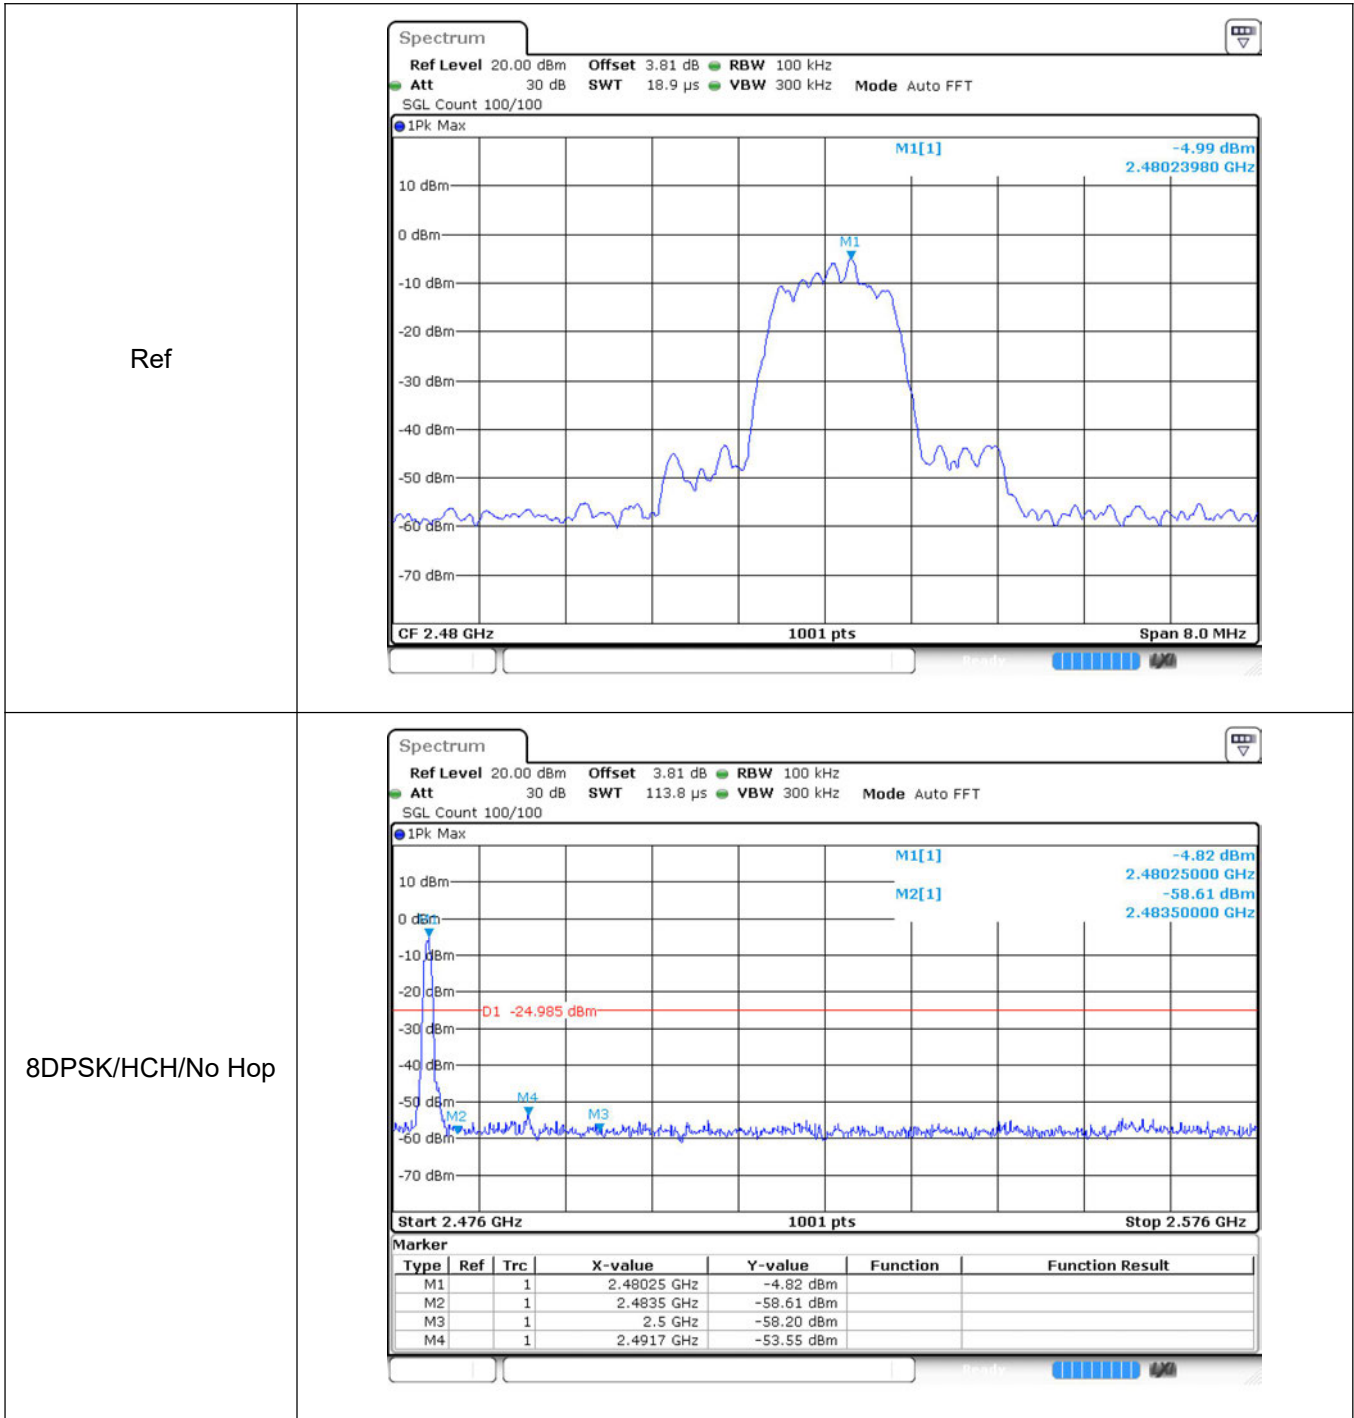 Ref
Spectrum
Ref Level 20.00 dBm Offset 3.81 dB RBW 100 kHz
Att 30 dB SWT 18.9 µs VBW 300 kHz Mode Auto FFT
SGL Count 100/100
1Pk Max
M1[1] -4.99 dBm
2.48023980 GHz
10 dBm
0 dBm
M1
-10 dBm
-20 dBm
-30 dBm
-40 dBm
-50 dBm
-60 dBm
-70 dBm
CF 2.48 GHz 1001 pts Span 8.0 MHz
Ready
8DPSK/HCH/No Hop
Spectrum
Ref Level 20.00 dBm Offset 3.81 dB RBW 100 kHz
Att 30 dB SWT 113.8 µs VBW 300 kHz Mode Auto FFT
SGL Count 100/100
1Pk Max
M1[1] -4.82 dBm
2.48025000 GHz
M2[1] -58.61 dBm
2.48350000 GHz
10 dBm
0 dBm
-10 dBm
-20 dBm
D1 -24.985 dBm
-30 dBm
-40 dBm
-50 dBm
M4
M2 M3
-60 dBm
-70 dBm
Start 2.476 GHz 1001 pts Stop 2.576 GHz
Marker
Type Ref Trc X-value Y-value Function Function Result
M1 1 2.48025 GHz -4.82 dBm
M2 1 2.4835 GHz -58.61 dBm
M3 1 2.5 GHz -58.20 dBm
M4 1 2.4917 GHz -53.55 dBm
Ready